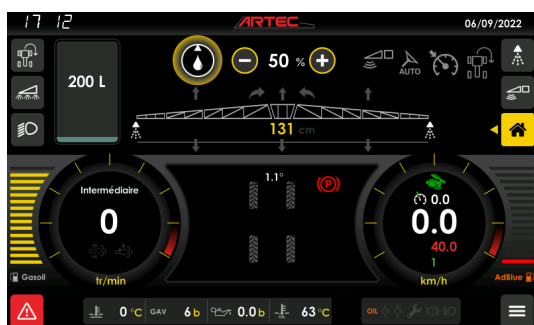 17 12
ARTEC
06/09/2022
200 L
50 %
AUTO
131 cm
1.1°
(P)
Intermédiaire
0
tr/min
0.0
0.0
40.0
1
km/h
Gasoil
AdBlue
0 °C
GAV 6 b
0.0 b
OIL
63 °C
OIL